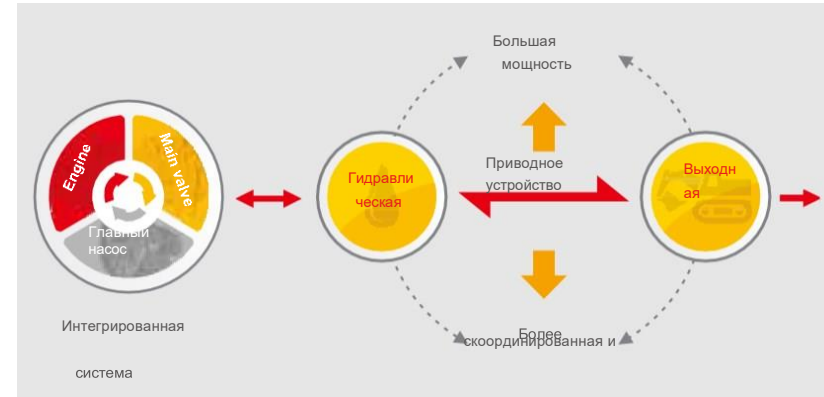 Engine
Main valve
Главный
насос
Интегрированная
система
Гидравли
ческая
Большая
мощность
Приводное
устройство
Более
скоординированная и
Выходн
ая